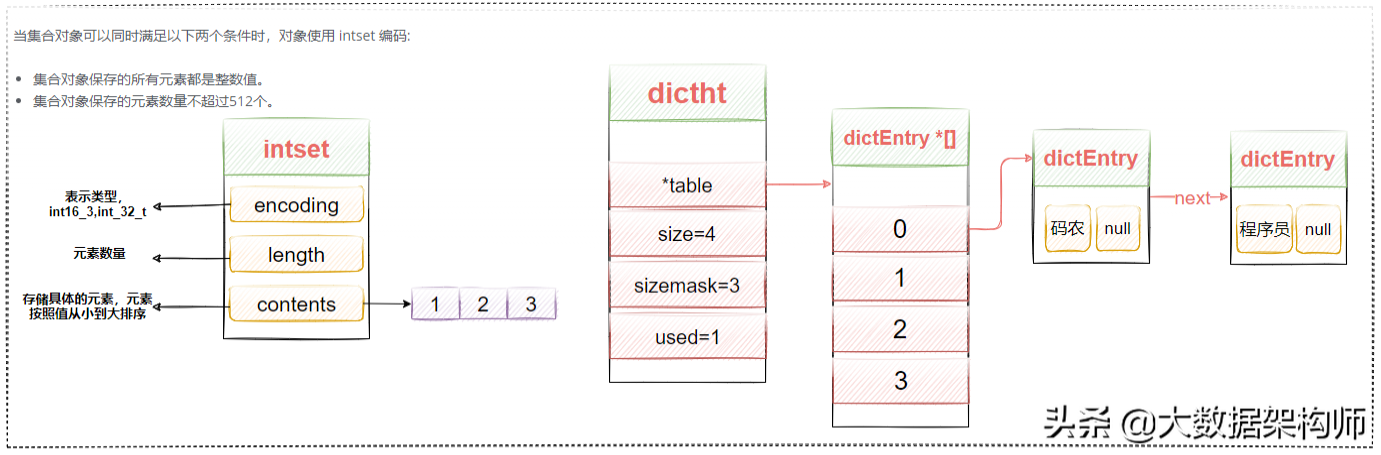 当集合对象可以同时满足以下两个条件时，对象使用 intset 编码:
集合对象保存的所有元素都是整数值。
集合对象保存的元素数量不超过512个。
intset
表示类型，
int16_3,int_32_t
encoding
元素数量
length
存储具体的元素，元素
按照值从小到大排序
contents
1 2 3
dictht
*table
size=4
sizemask=3
used=1
dictEntry *[]
0
1
2
3
dictEntry
码农 null
next
dictEntry
程序员 null
头条 @大数据架构师